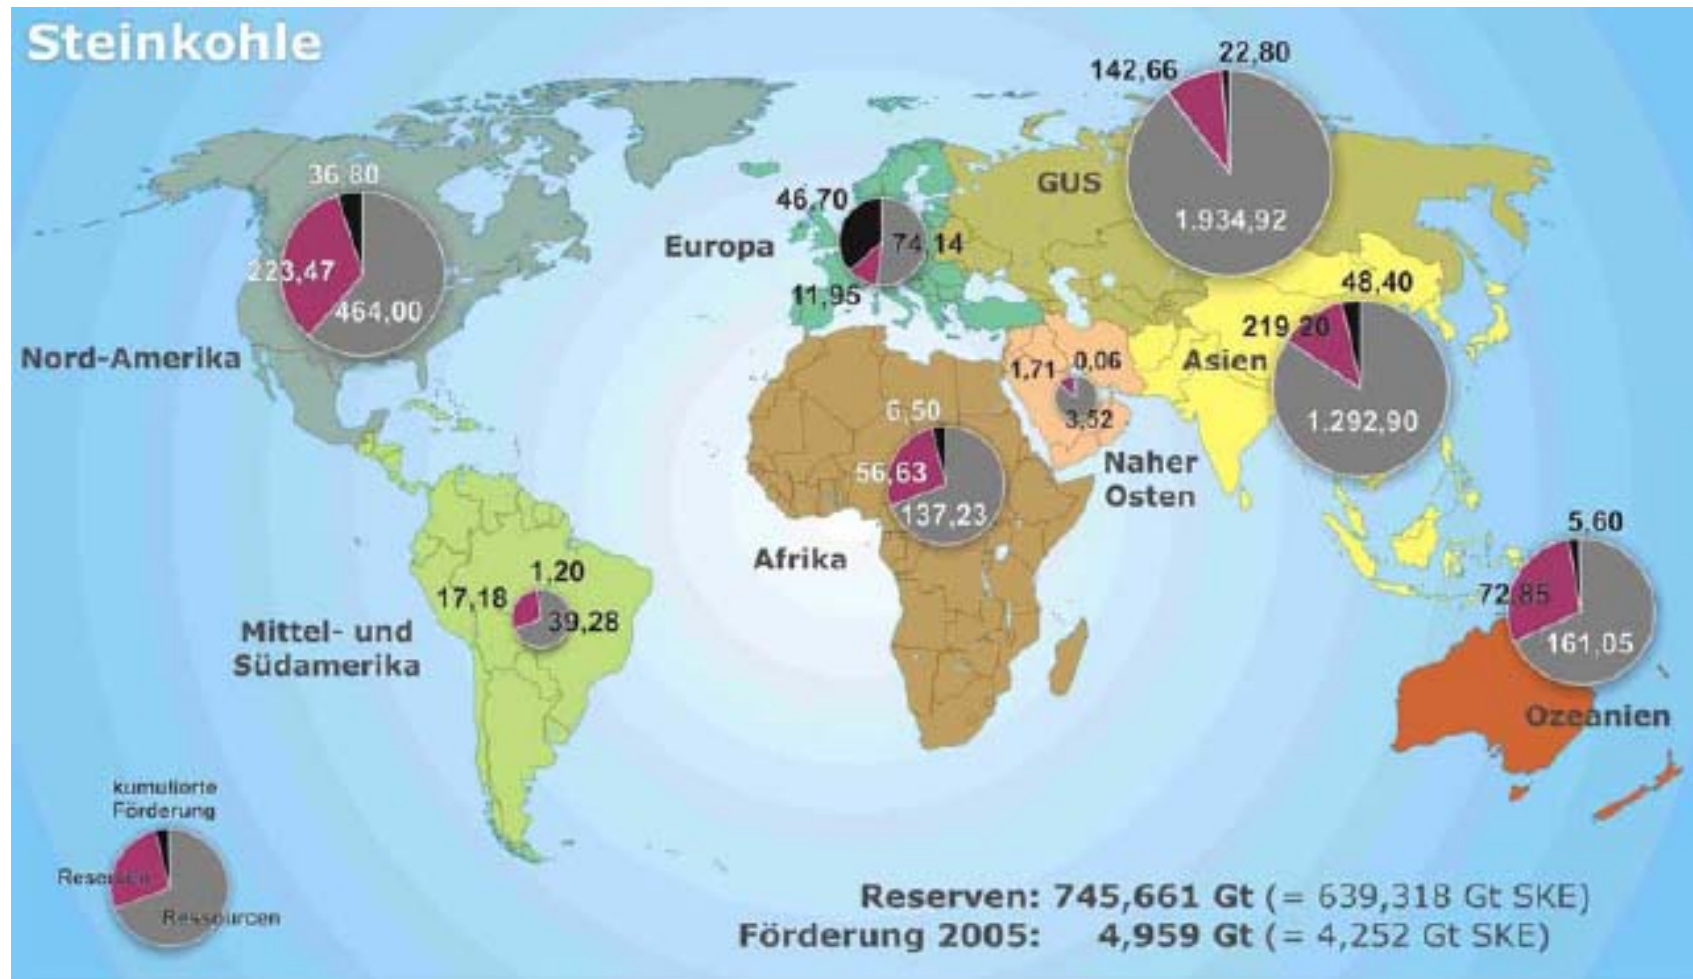 Steinkohle
22,80
142,66
GUS
1.934,92
36,80
223,47
464,00
Nord-Amerika
46,70
Europa
74,14
11,95
48,40
219,20
Asien
1.292,90
1,71
0,06
3,52
Naher
Osten
6,50
56,63
137,23
Afrika
5,60
72,85
161,05
Ozeanien
1,20
17,18
39,28
Mittel- und
Südamerika
kumulierte
Förderung
Reserven
Ressourcen
Reserven: 745,661 Gt (= 639,318 Gt SKE)
Förderung 2005: 4,959 Gt (= 4,252 Gt SKE)